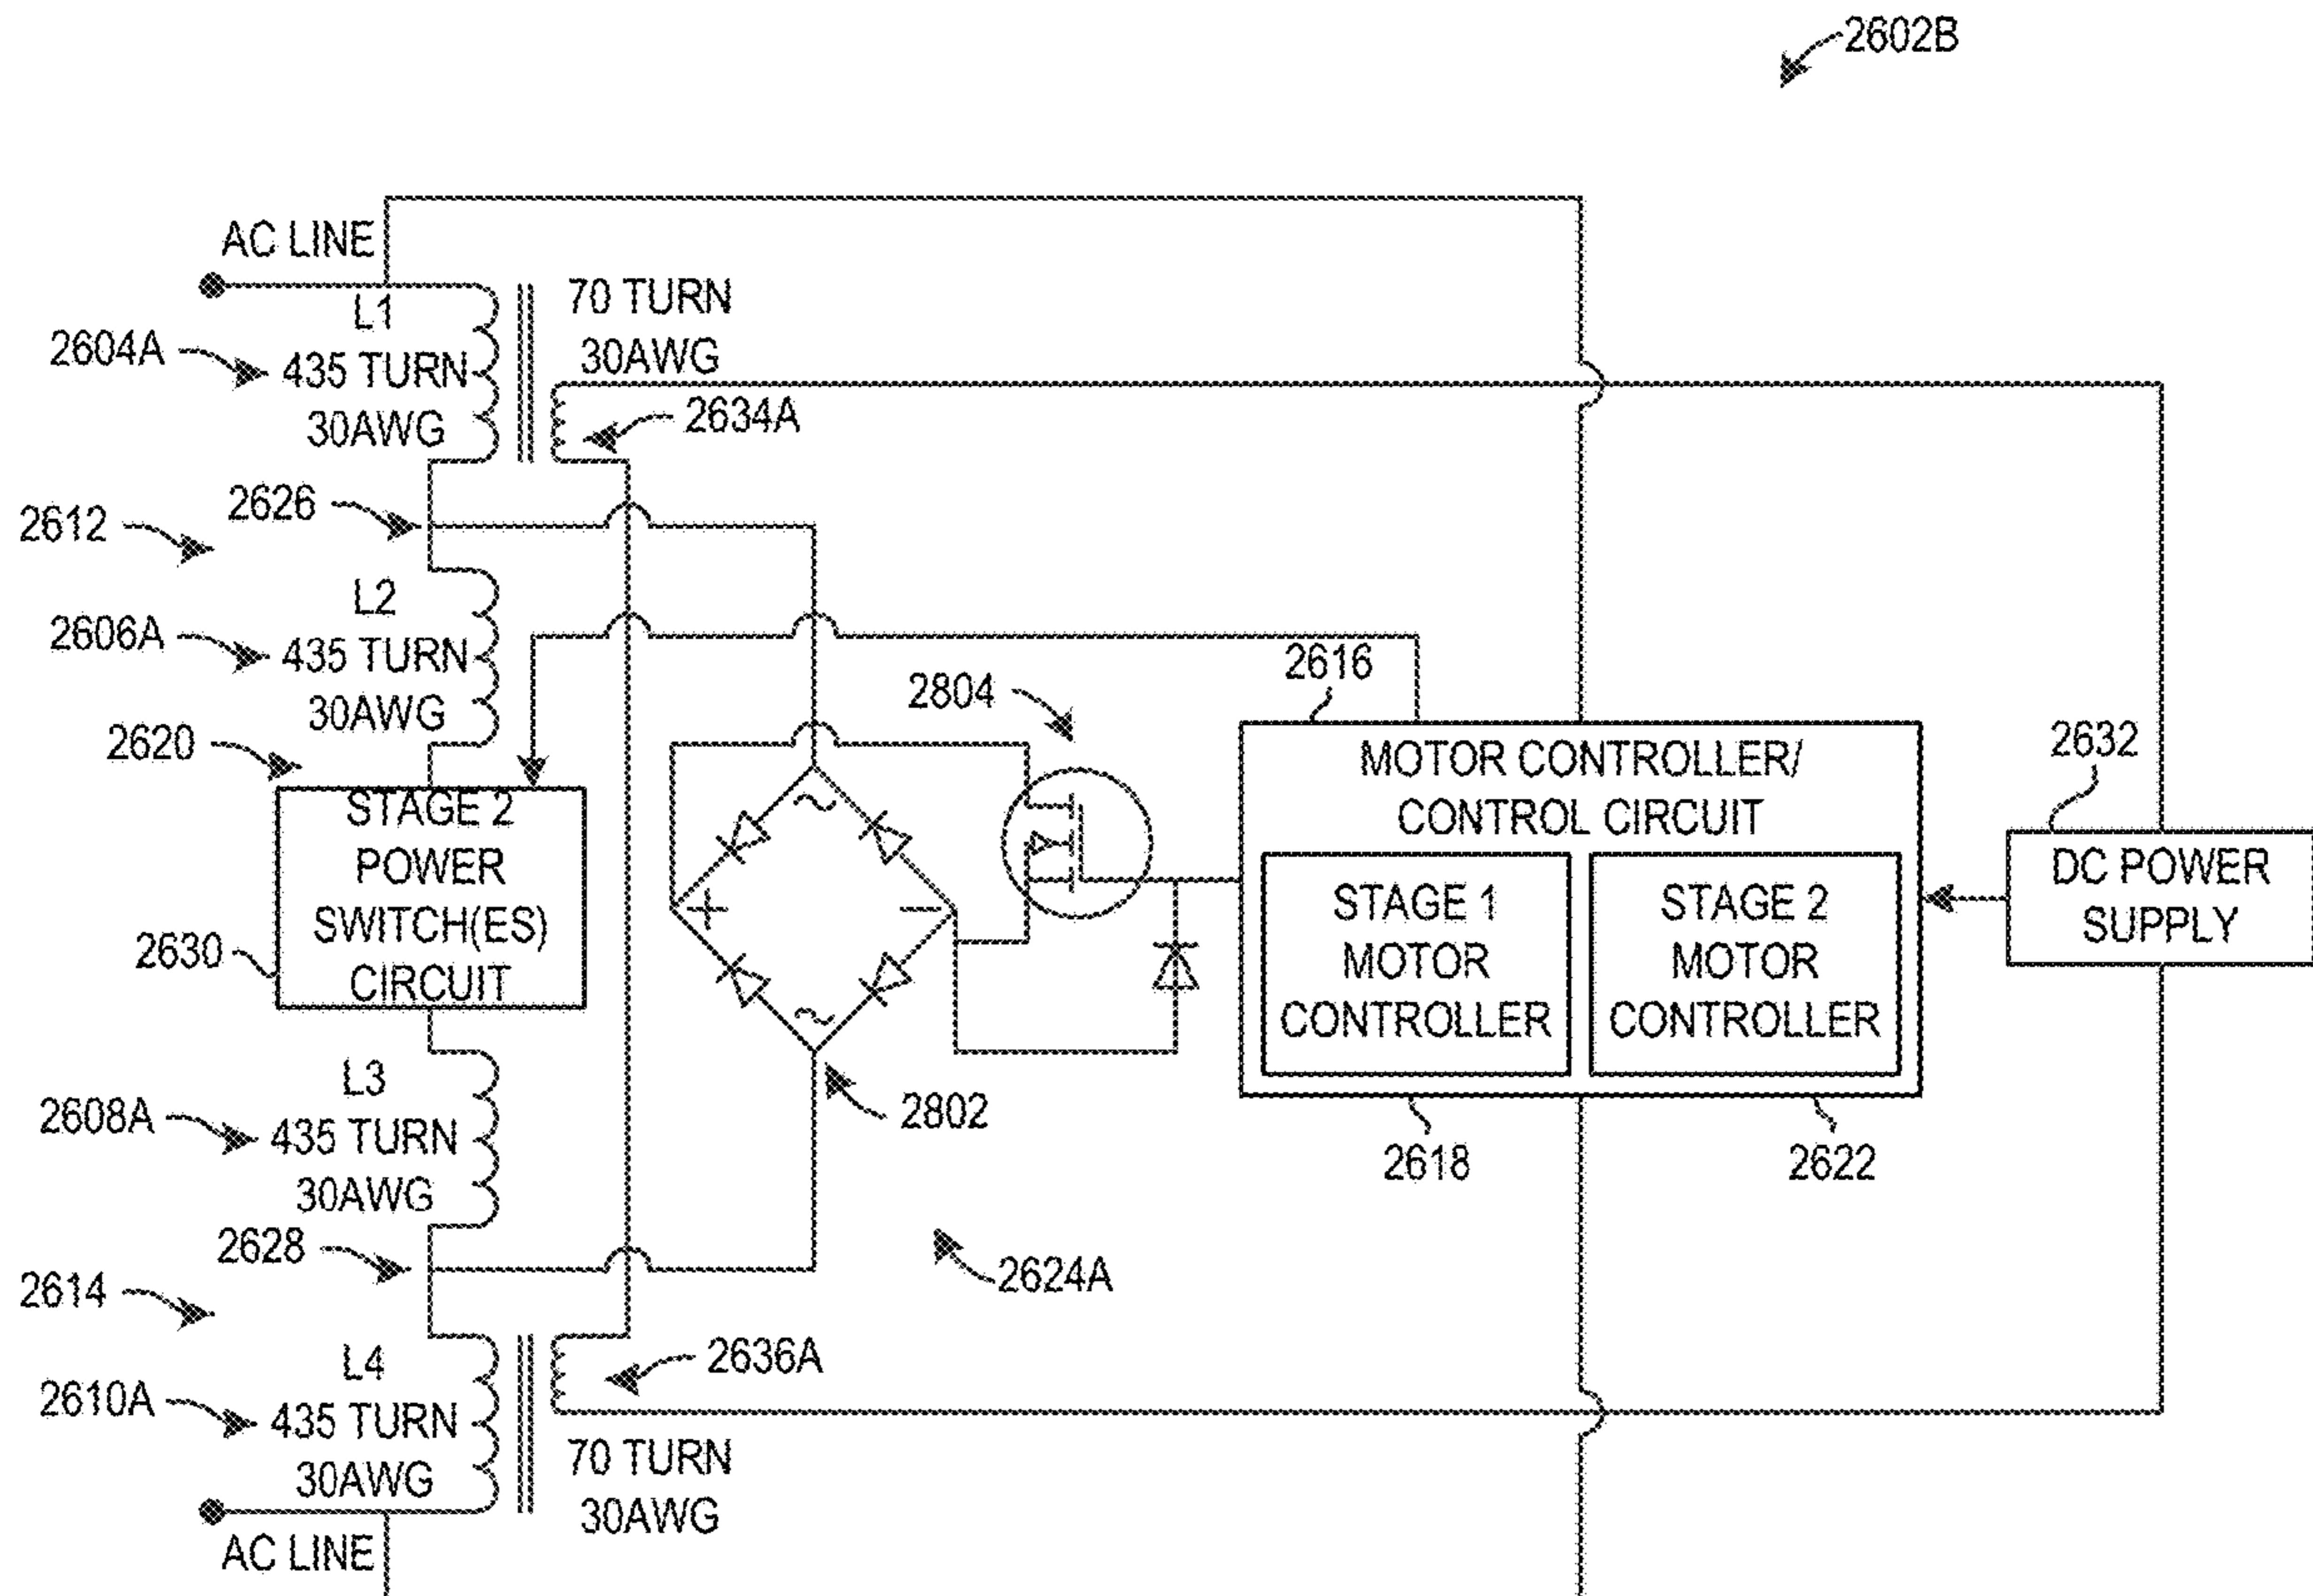 2602B
AC LINE
L1
435 TURN
30AWG
2604A
70 TURN
30AWG
2634A
2626
2612
L2
435 TURN
30AWG
2606A
2620
STAGE 2
POWER
SWITCH(ES)
CIRCUIT
2630
2804
2616
MOTOR CONTROLLER/
CONTROL CIRCUIT
STAGE 1
MOTOR
CONTROLLER
STAGE 2
MOTOR
CONTROLLER
2632
DC POWER
SUPPLY
2618
2622
2802
L3
435 TURN
30AWG
2608A
2628
2614
2624A
L4
435 TURN
30AWG
2610A
2636A
70 TURN
30AWG
AC LINE